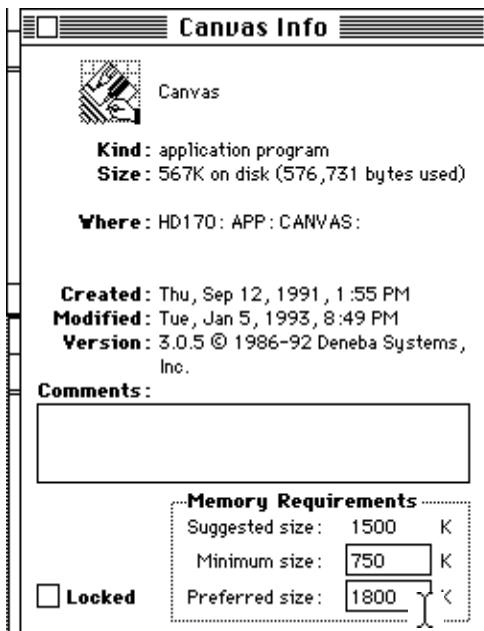 Canvas Info
Canvas
Kind: application program
Size: 567K on disk (576,731 bytes used)
Where: HD170: APP: CANVAS:
Created: Thu, Sep 12, 1991, 1:55 PM
Modified: Tue, Jan 5, 1993, 8:49 PM
Version: 3.0.5 © 1986-92 Deneba Systems,
Inc.
Comments:
Memory Requirements
Suggested size: 1500 K
Minimum size: 750 K
Locked Preferred size: 1800 K